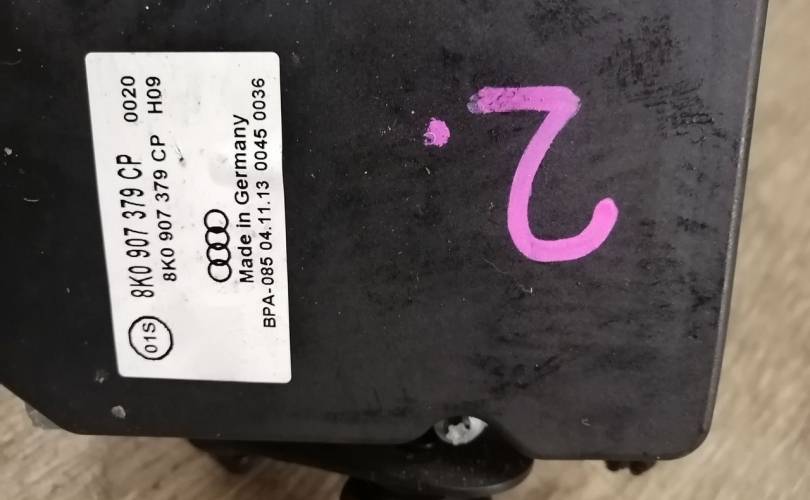 01S 8K0 907 379 CP 0020
8K0 907 379 CP H09
Made in Germany
BPA-085 04.11.13 0045 0036
2.